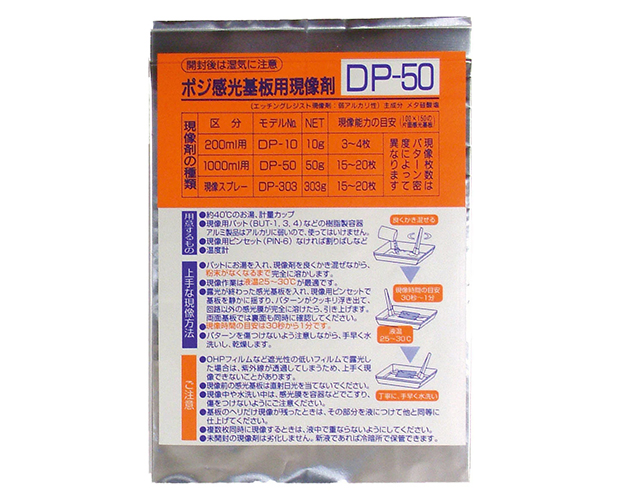 開封後は湿気に注意
ポジ感光基板用現像剤 DP-50
(エッチングレジスト現像剤 弱アルカリ性) 主成分 メタ硅酸塩
現像剤の種類
区分 モデル№ NET 現像能力の目安 (100×150の片面感光基板)
200ml用 DP-10 10g 3~4枚
1000ml用 DP-50 50g 15~20枚
現像スプレー DP-303 303g 15~20枚
現像枚数はパターン密度によって異なります
用意するもの
●約40℃のお湯、計量カップ
●現像用バット(BUT-1, 3, 4)などの樹脂製容器
アルミ製品はアルカリに弱いので、使ってはいけません。
●現像用ピンセット(PIN-6)なければ割りばしなど
●温度計
上手な現像方法
●バットにお湯を入れ、現像剤を良くかき混ぜながら、
粉末がなくなるまで完全に溶かします。
●現像作業は液温25~30℃が最適です。
●露光が終わった感光基板を入れ、現像用ピンセットで
基板を静かに揺すり、パターンがクッキリ浮き出て、
回路以外の感光膜が完全に溶けたら、引き上げます。
両面基板では裏面も同時に確認してください。
●現像時間の目安は30秒から1分です。
●パターンを傷つけないよう注意しながら、手早く水
洗いし、乾燥します。
ご注意
●OHPフィルムなど遮光性の低いフィルムで露光し
た場合は、紫外線が透過してしまうため、上手く現
像できないことがあります。
●現像前の感光基板は直射日光を当てないでください。
●現像中や水洗い中は、感光膜を容器などでこすり、
傷をつけないようにご注意ください。
●基板のヘリだけ現像が残ったときは、その部分を液につけて他と同等に
仕上げてください。
●複数枚同時に現像するときは、液中で重ならないようにしてください。
●未開封の現像剤は劣化しません。新液であれば冷暗所で保管できます。
良くかき混ぜる
現像時間の目安
30秒~1分
液温
25~30℃
丁寧に、手早く水洗い